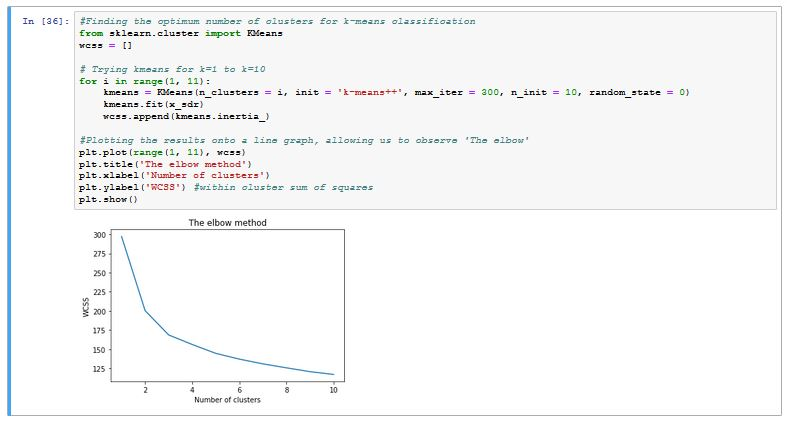 In [36]:
#Finding the optimum number of clusters for k-means classification
from sklearn.cluster import KMeans
wcss = []
# Trying kmeans for k=1 to k=10
for i in range(1, 11):
    kmeans = KMeans(n_clusters = i, init = 'k-means++', max_iter = 300, n_init = 10, random_state = 0)
    kmeans.fit(x_sdr)
    wcss.append(kmeans.inertia_)
#Plotting the results onto a line graph, allowing us to observe 'The elbow'
plt.plot(range(1, 11), wcss)
plt.title('The elbow method')
plt.xlabel('Number of clusters')
plt.ylabel('WCSS') #within cluster sum of squares
plt.show()
The elbow method
300
275
250
225
200
175
150
125
WCSS
2 4 6 8 10
Number of clusters